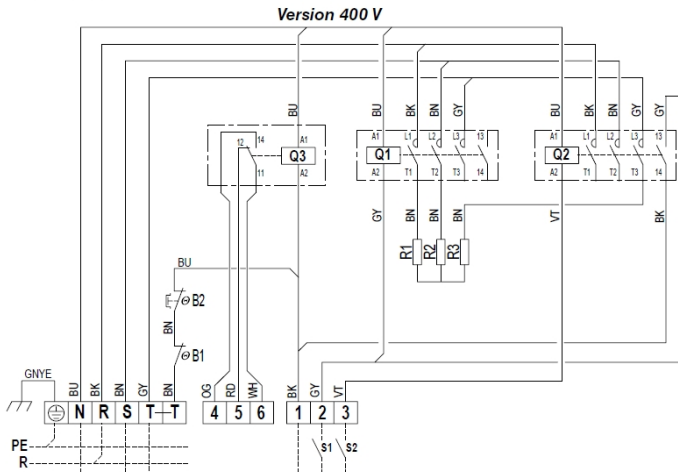 Version 400 V
BU BU BK BN GY BU BK BN GY GY
12 14 A1 A1 L1 L2 L3 13 A1 L1 L2 L3 13
Q3 Q1 Q2
11 A2 A2 T1 T2 T3 14 A2 T1 T2 T3 14
GY BN BN BN VT BK
R1 R2 R3
BU
B2
BN
B1
GNYE
BU BK BN GY BN OG RD WH BK GY VT
N R S T T 4 5 6 1 2 3
PE
R
S1 S2